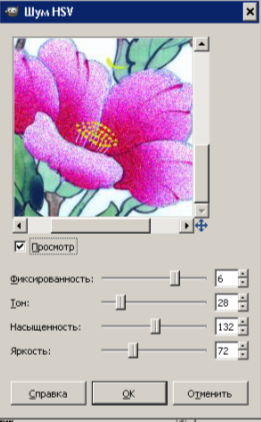 Шум HSV
Просмотр
Фиксированность: 6
Тон: 28
Насыщенность: 132
Яркость: 72
Справка OK Отменить